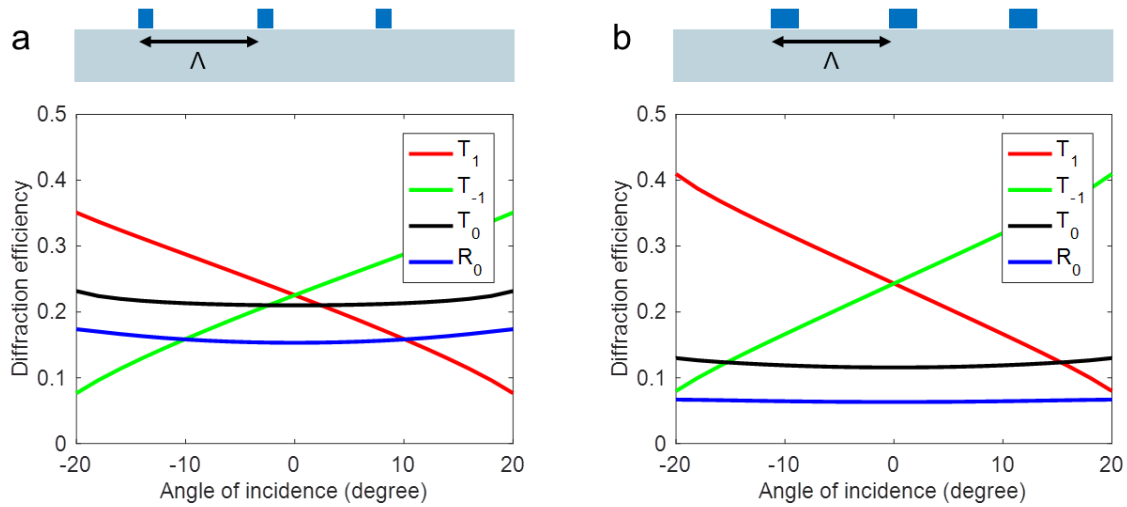 a
Λ
0.5
0.4
0.3
0.2
0.1
0
-20
-10
0
10
20
Diffraction efficiency
Angle of incidence (degree)
T1
T-1
T0
R0
b
Λ
0.5
0.4
0.3
0.2
0.1
0
-20
-10
0
10
20
Diffraction efficiency
Angle of incidence (degree)
T1
T-1
T0
R0